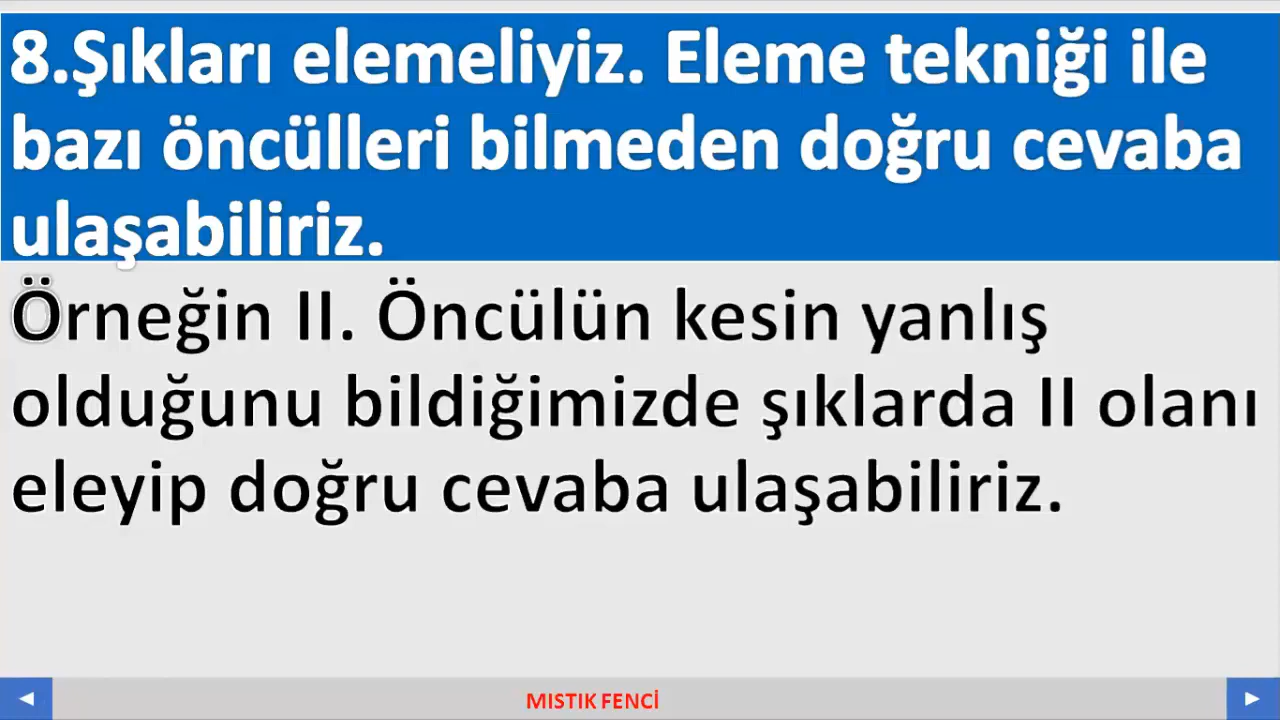 8.Şıkları elemeliyiz. Eleme tekniği ile
bazı öncülleri bilmeden doğru cevaba
ulaşabiliriz.
Örneğin II. Öncülün kesin yanlış
olduğunu bildiğimizde şıklarda II olanı
eleyip doğru cevaba ulaşabiliriz.
MISTIK FENCİ